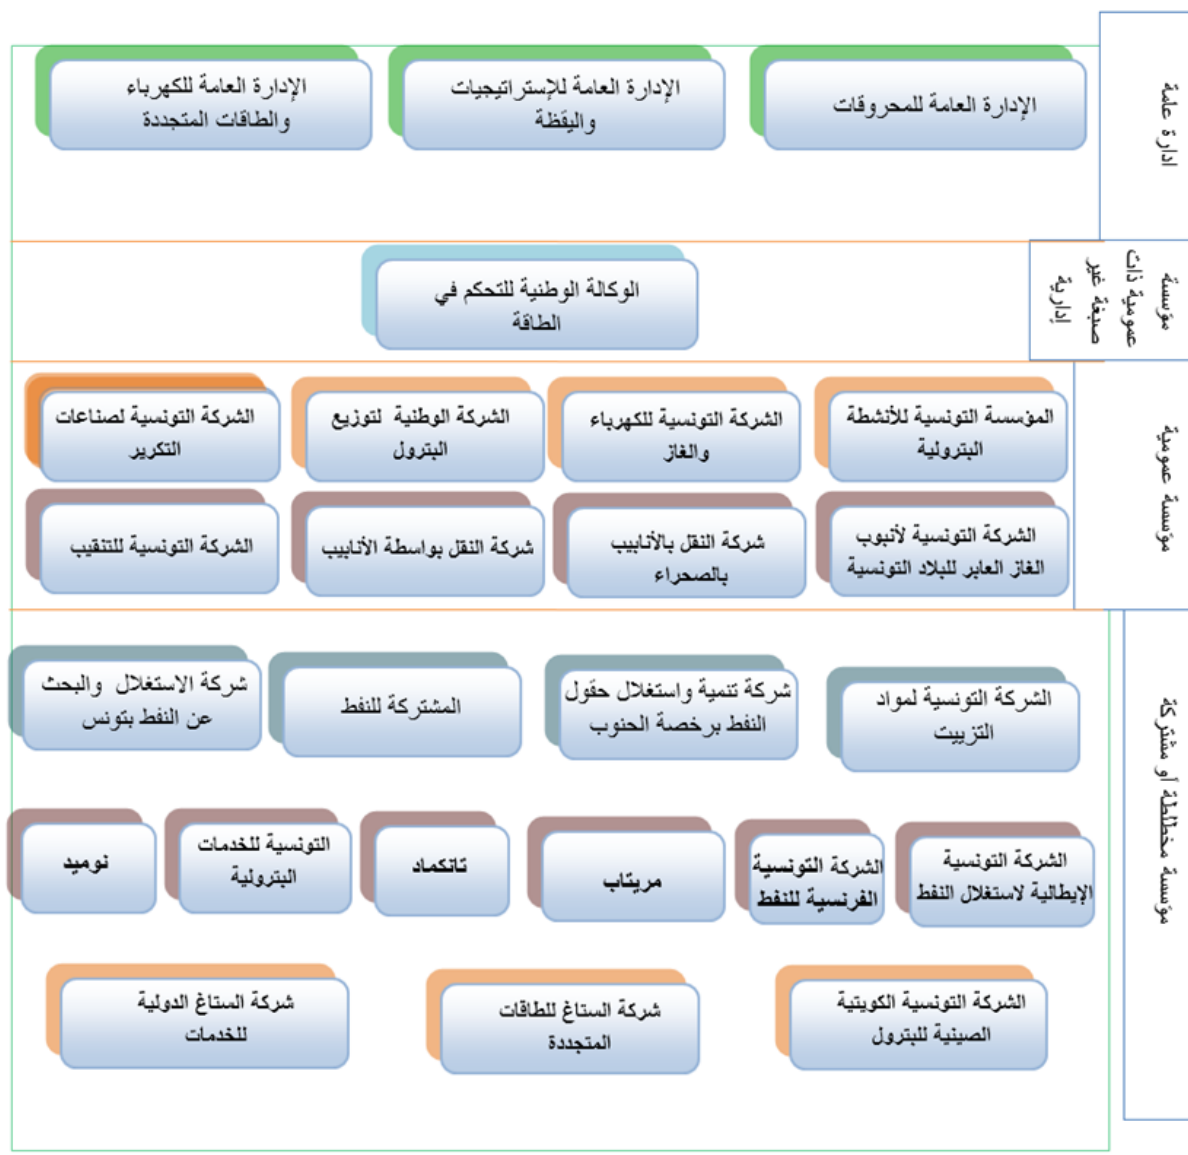 ادارة عامة
الإدارة العامة للمحروقات
الإدارة العامة للإستراتيجيات
واليقظة
الإدارة العامة للكهرباء
والطاقات المتجددة
مؤسسة
عمومية ذات
صبغة غير
إدارية
الوكالة الوطنية للتحكم في
الطاقة
مؤسسة عمومية
المؤسسة التونسية للأنشطة
البترولية
الشركة التونسية للكهرباء
والغاز
الشركة الوطنية لتوزيع
البترول
الشركة التونسية لصناعات
التكرير
الشركة التونسية لأنبوب
الغاز العابر للبلاد التونسية
شركة النقل بالأنابيب
بالصحراء
شركة النقل بواسطة الأنابيب
الشركة التونسية للتنقيب
مؤسسة مخطلطة أو مشتركة
الشركة التونسية لمواد
التزييت
شركة تنمية واستغلال حقول
النفط برخصة الحنوب
المشتركة للنفط
شركة الاستغلال والبحث
عن النفط بتونس
الشركة التونسية
الإيطالية لاستغلال النفط
الشركة التونسية
الفرنسية للنفط
مريتاب
تانكماد
التونسية للخدمات
البترولية
نوميد
الشركة التونسية الكويتية
الصينية للبترول
شركة الستاغ للطاقات
المتجددة
شركة الستاغ الدولية
للخدمات